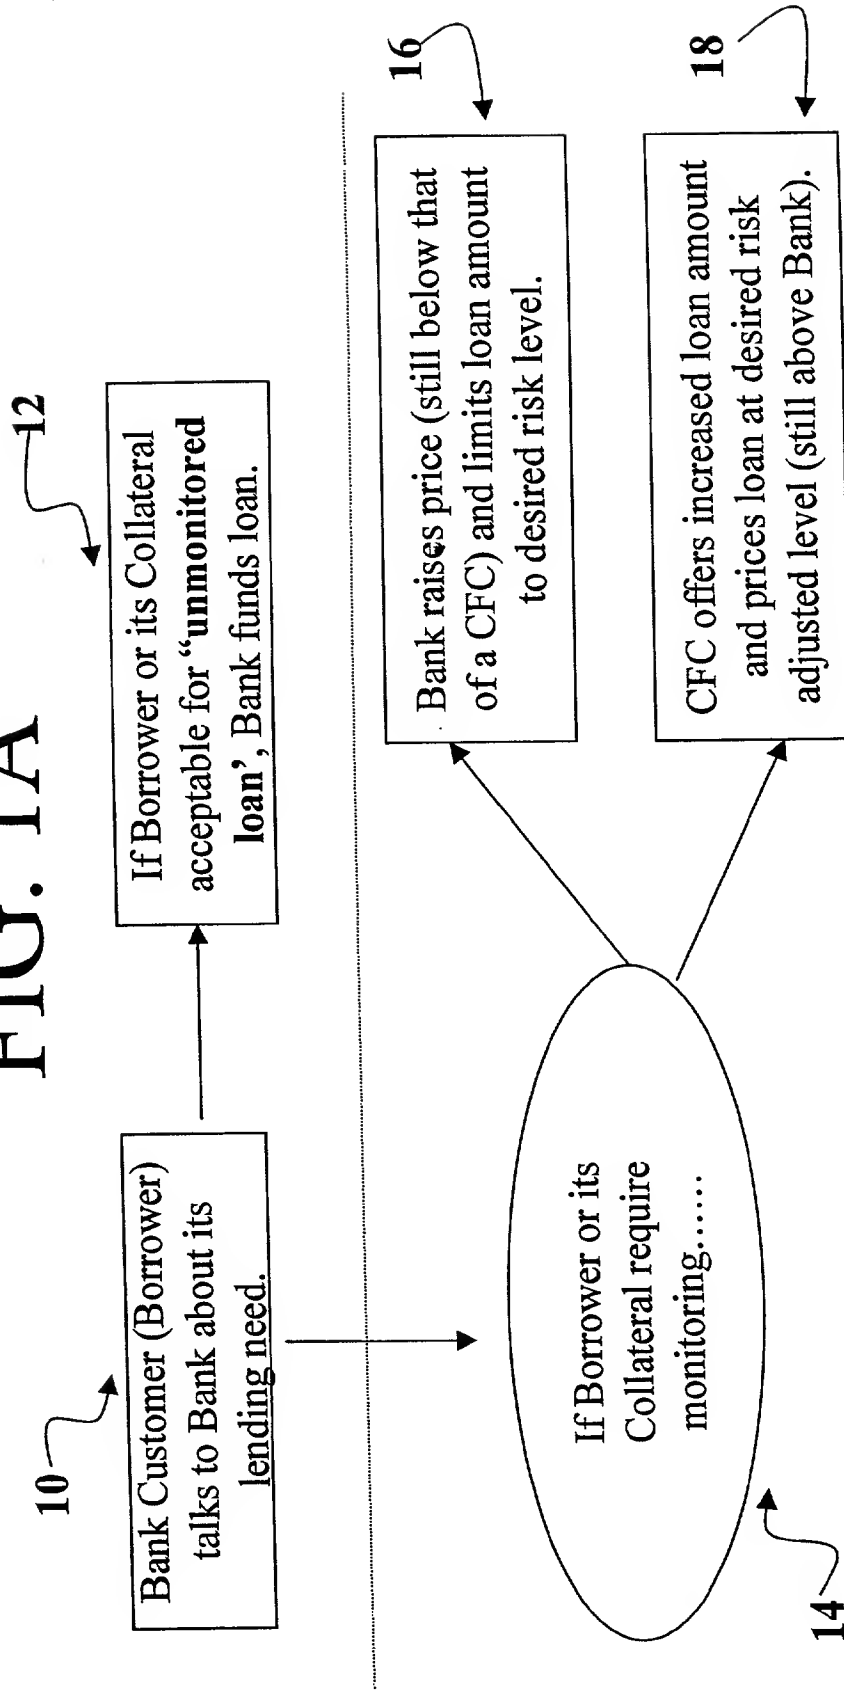 FIG. 1A
10
Bank Customer (Borrower)
talks to Bank about its
lending need.
12
If Borrower or its Collateral
acceptable for “unmonitored
loan’, Bank funds loan.
14
If Borrower or its
Collateral require
monitoring......
16
Bank raises price (still below that
of a CFC) and limits loan amount
to desired risk level.
18
CFC offers increased loan amount
and prices loan at desired risk
adjusted level (still above Bank).